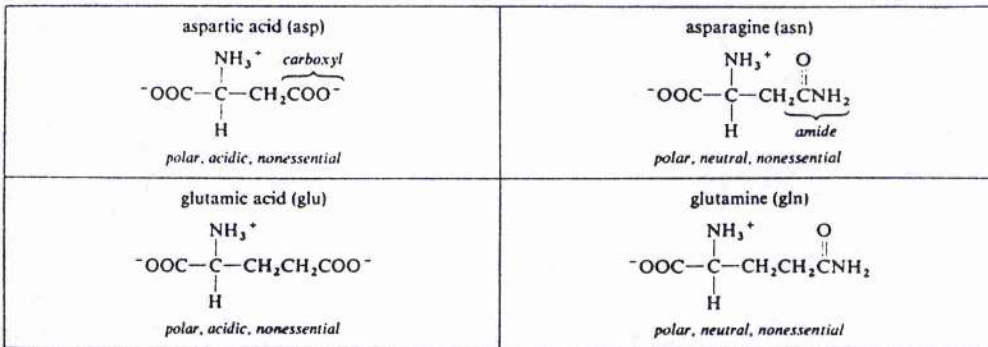 aspartic acid (asp)
NH₃⁺ carboxyl
⁻OOC—C—CH₂COO⁻
H
polar, acidic, nonessential
asparagine (asn)
NH₃⁺ O
⁻OOC—C—CH₂CNH₂
H amide
polar, neutral, nonessential
glutamic acid (glu)
NH₃⁺
⁻OOC—C—CH₂CH₂COO⁻
H
polar, acidic, nonessential
glutamine (gln)
NH₃⁺ O
⁻OOC—C—CH₂CH₂CNH₂
H
polar, neutral, nonessential